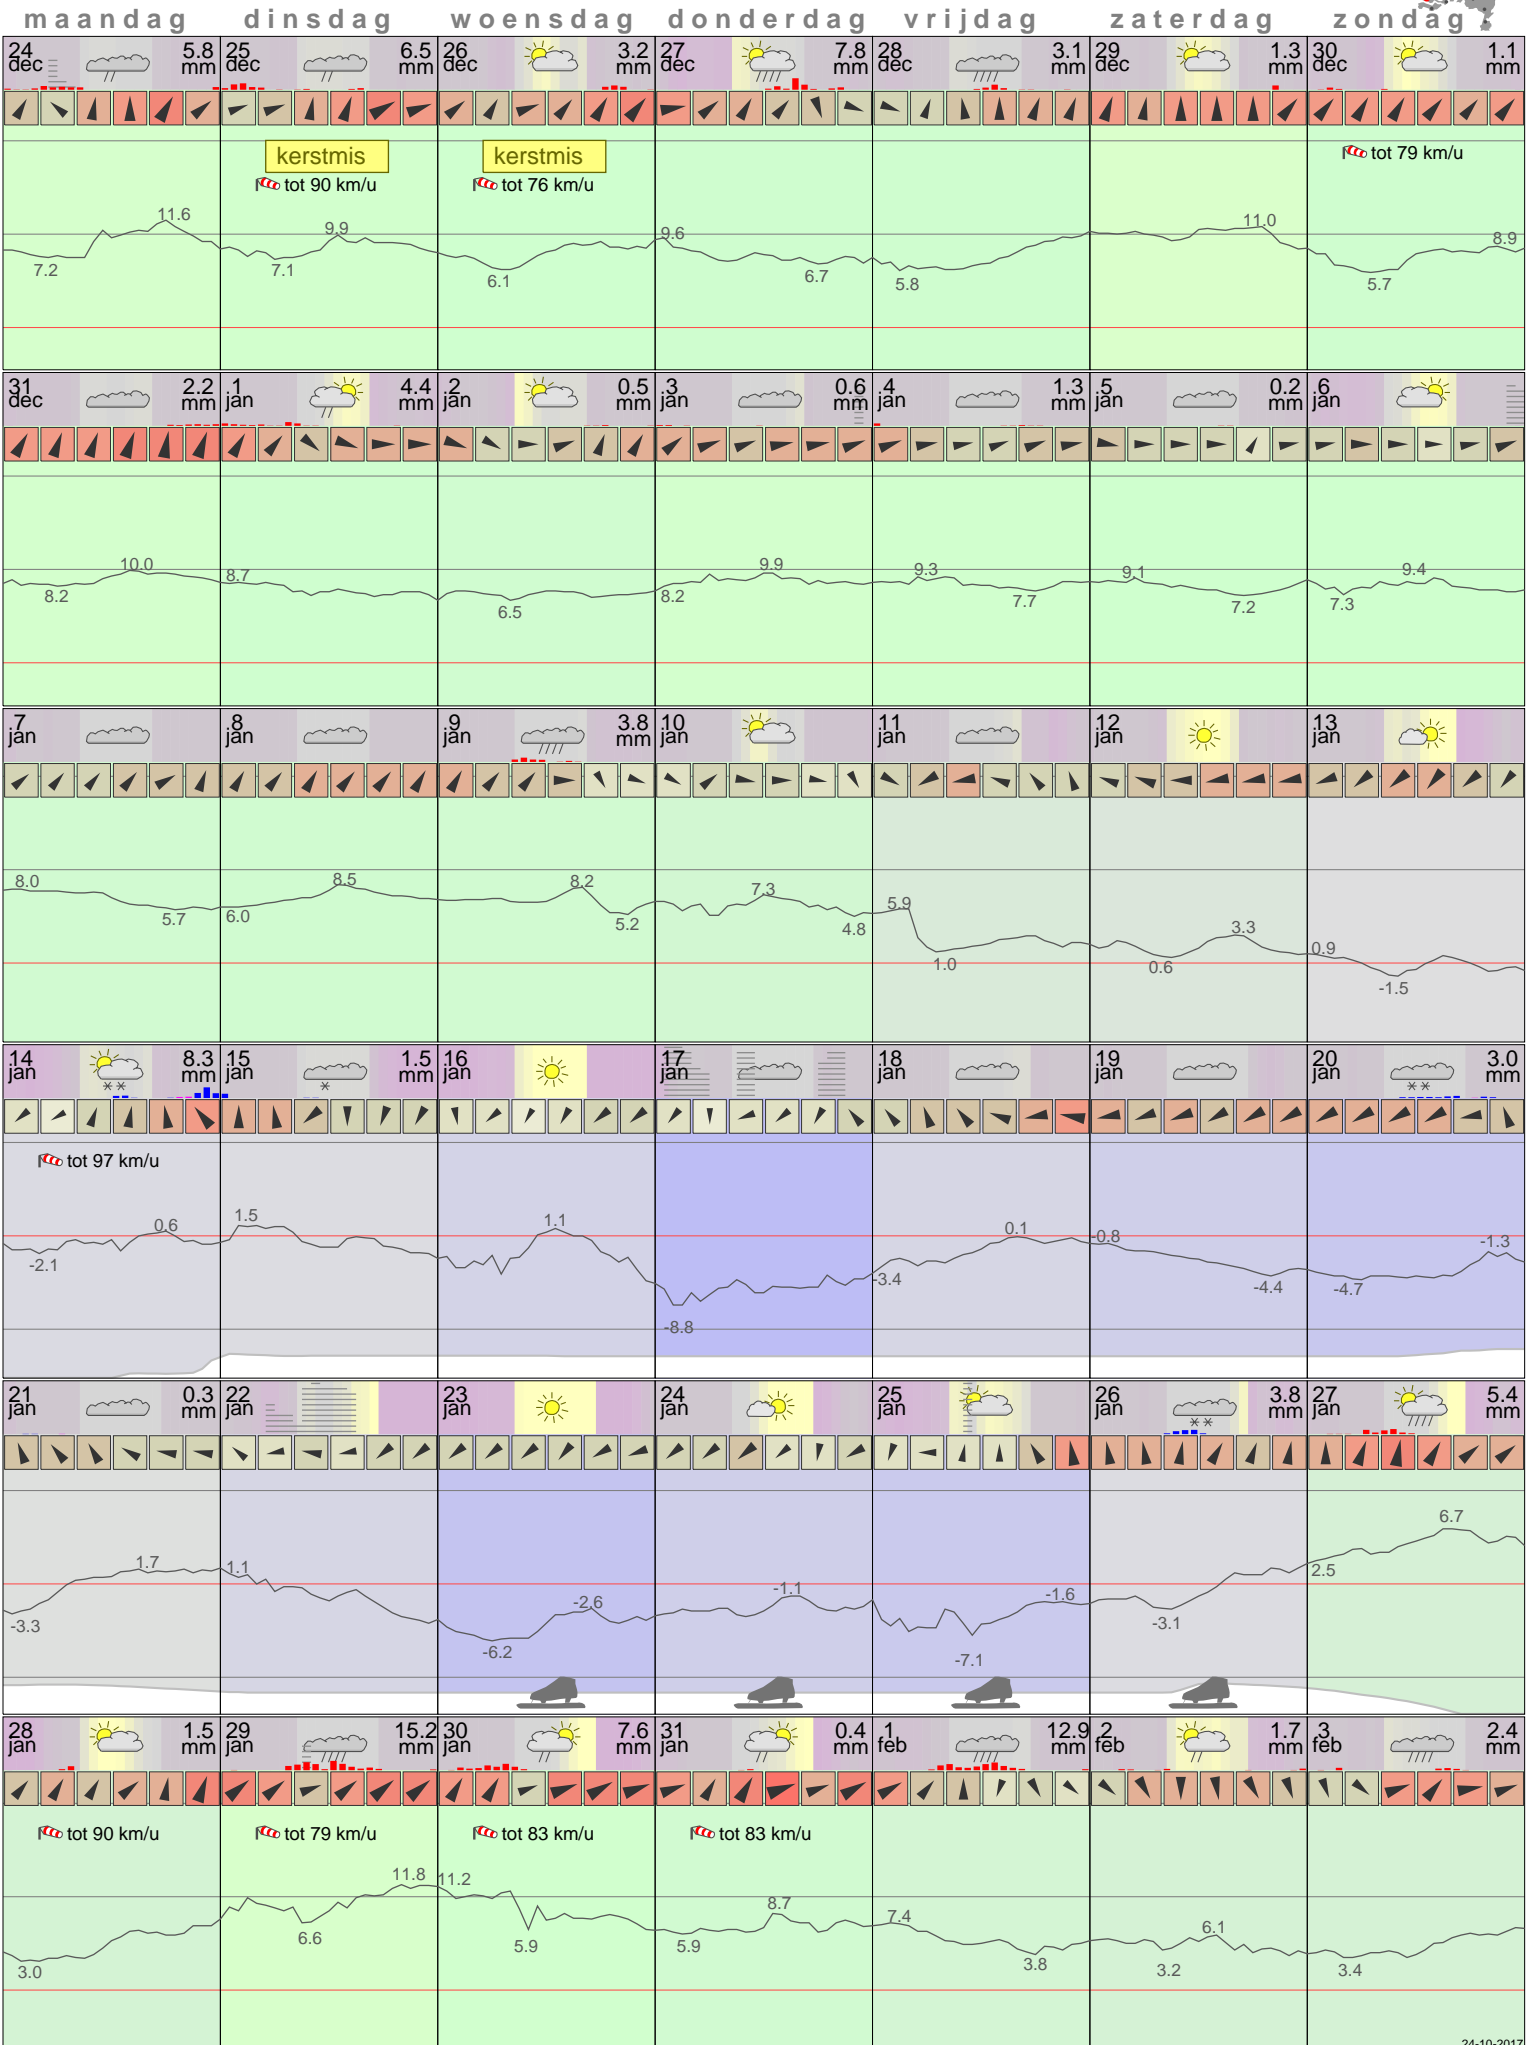 maandag dinsdag woensdag donderdag vrijdag zaterdag zondag
24 dec 5.8 mm 25 dec 6.5 mm 26 dec 3.2 mm 27 dec 7.8 mm 28 dec 3.1 mm 29 dec 1.3 mm 30 dec 1.1 mm
kerstmis kerstmis tot 79 km/u
tot 90 km/u tot 76 km/u
11.6 9.9 9.6 11.0 8.9
7.2 7.1 6.1 6.7 5.8 5.7
31 dec 2.2 mm 1 jan 4.4 mm 2 jan 0.5 mm 3 jan 0.6 mm 4 jan 1.3 mm 5 jan 0.2 mm 6 jan
10.0 8.7 9.9 9.3 9.1 9.4
8.2 6.5 8.2 7.7 7.2 7.3
7 jan 8 jan 9 jan 3.8 mm 10 jan 11 jan 12 jan 13 jan
8.0 8.5 8.2 7.3 5.9 3.3 0.9
5.7 6.0 5.2 4.8 1.0 0.6 -1.5
14 jan 8.3 mm 15 jan 1.5 mm 16 jan 17 jan 18 jan 19 jan 20 jan 3.0 mm
tot 97 km/u
0.6 1.5 1.1 0.1 -0.8 -1.3
-2.1 -8.8 -3.4 -4.4 -4.7
21 jan 0.3 mm 22 jan 23 jan 24 jan 25 jan 26 jan 3.8 mm 27 jan 5.4 mm
1.7 1.1 -2.6 -1.1 -1.6 6.7
-3.3 -6.2 -7.1 -3.1 2.5
28 jan 1.5 mm 29 jan 15.2 mm 30 jan 7.6 mm 31 jan 0.4 mm 1 feb 12.9 mm 2 feb 1.7 mm 3 feb 2.4 mm
tot 90 km/u tot 79 km/u tot 83 km/u tot 83 km/u
11.8 11.2 8.7 7.4 6.1
3.0 6.6 5.9 5.9 3.8 3.2 3.4
24-10-2017